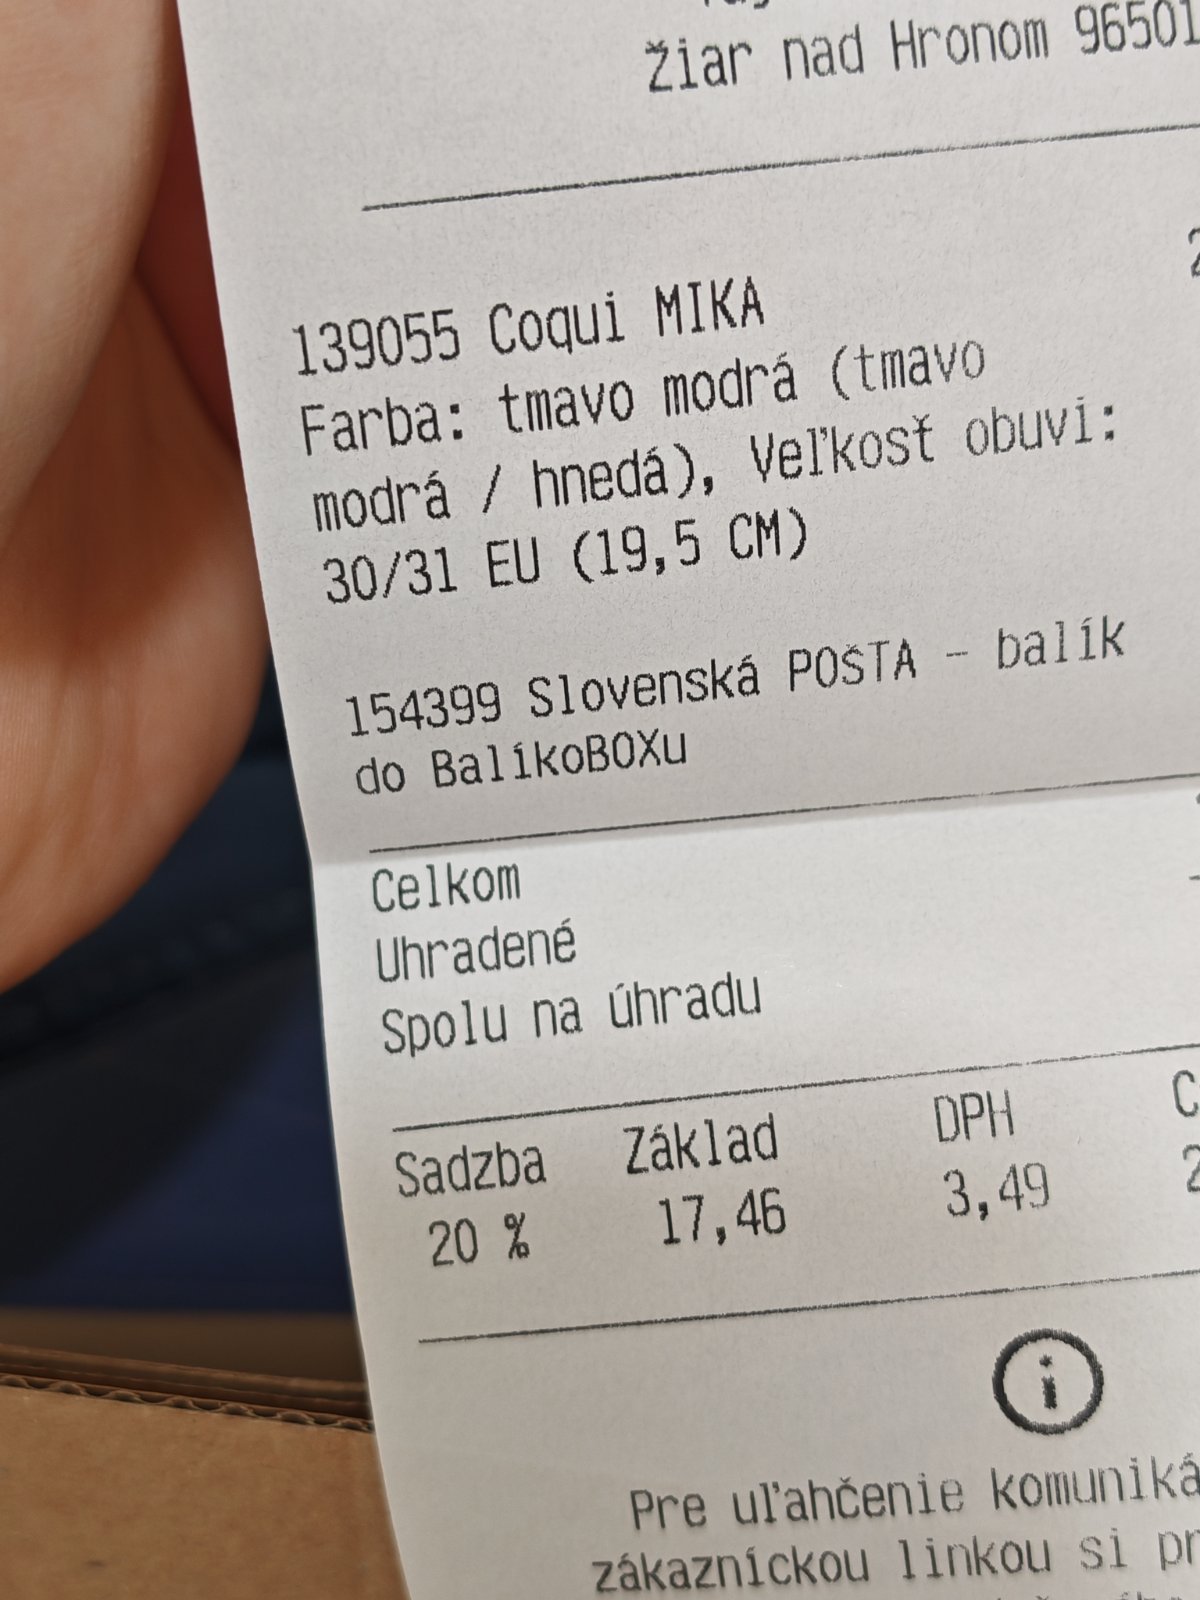 Žiar nad Hronom 96501
139055 Coqui MIKA
Farba: tmavo modrá (tmavo
modrá / hnedá), Veľkosť obuvi:
30/31 EU (19,5 CM)
154399 Slovenská POŠTA - balík
do BalíkoBOXu
Celkom
Uhradené
Spolu na úhradu
Sadzba Základ DPH
20 % 17,46 3,49
i
Pre uľahčenie
zákazníckou linkou si